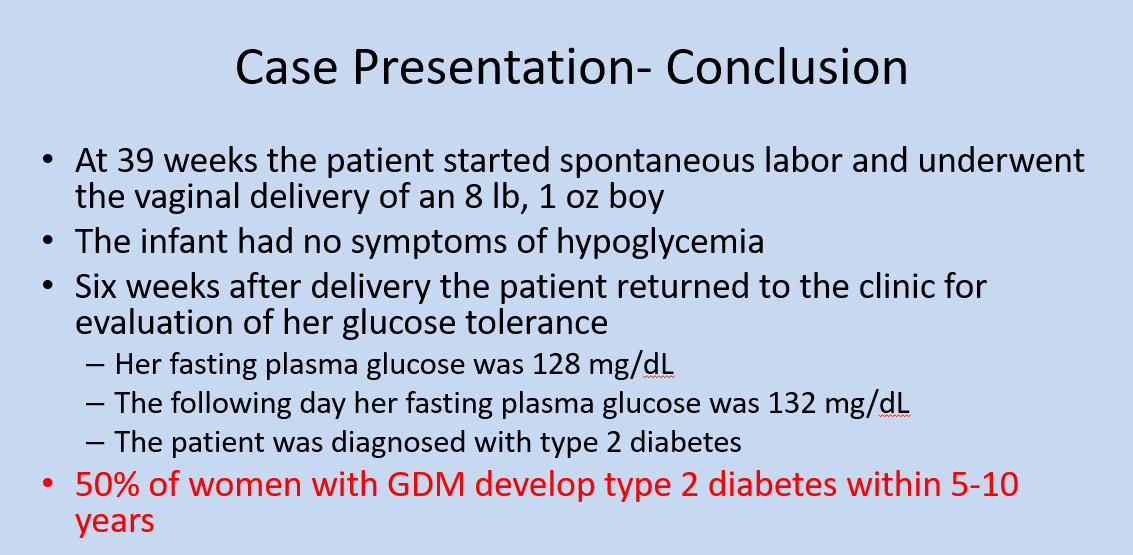 Case Presentation- Conclusion
• At 39 weeks the patient started spontaneous labor and underwent
the vaginal delivery of an 8 lb, 1 oz boy
• The infant had no symptoms of hypoglycemia
• Six weeks after delivery the patient returned to the clinic for
evaluation of her glucose tolerance
– Her fasting plasma glucose was 128 mg/dL
– The following day her fasting plasma glucose was 132 mg/dL
– The patient was diagnosed with type 2 diabetes
• 50% of women with GDM develop type 2 diabetes within 5-10
years